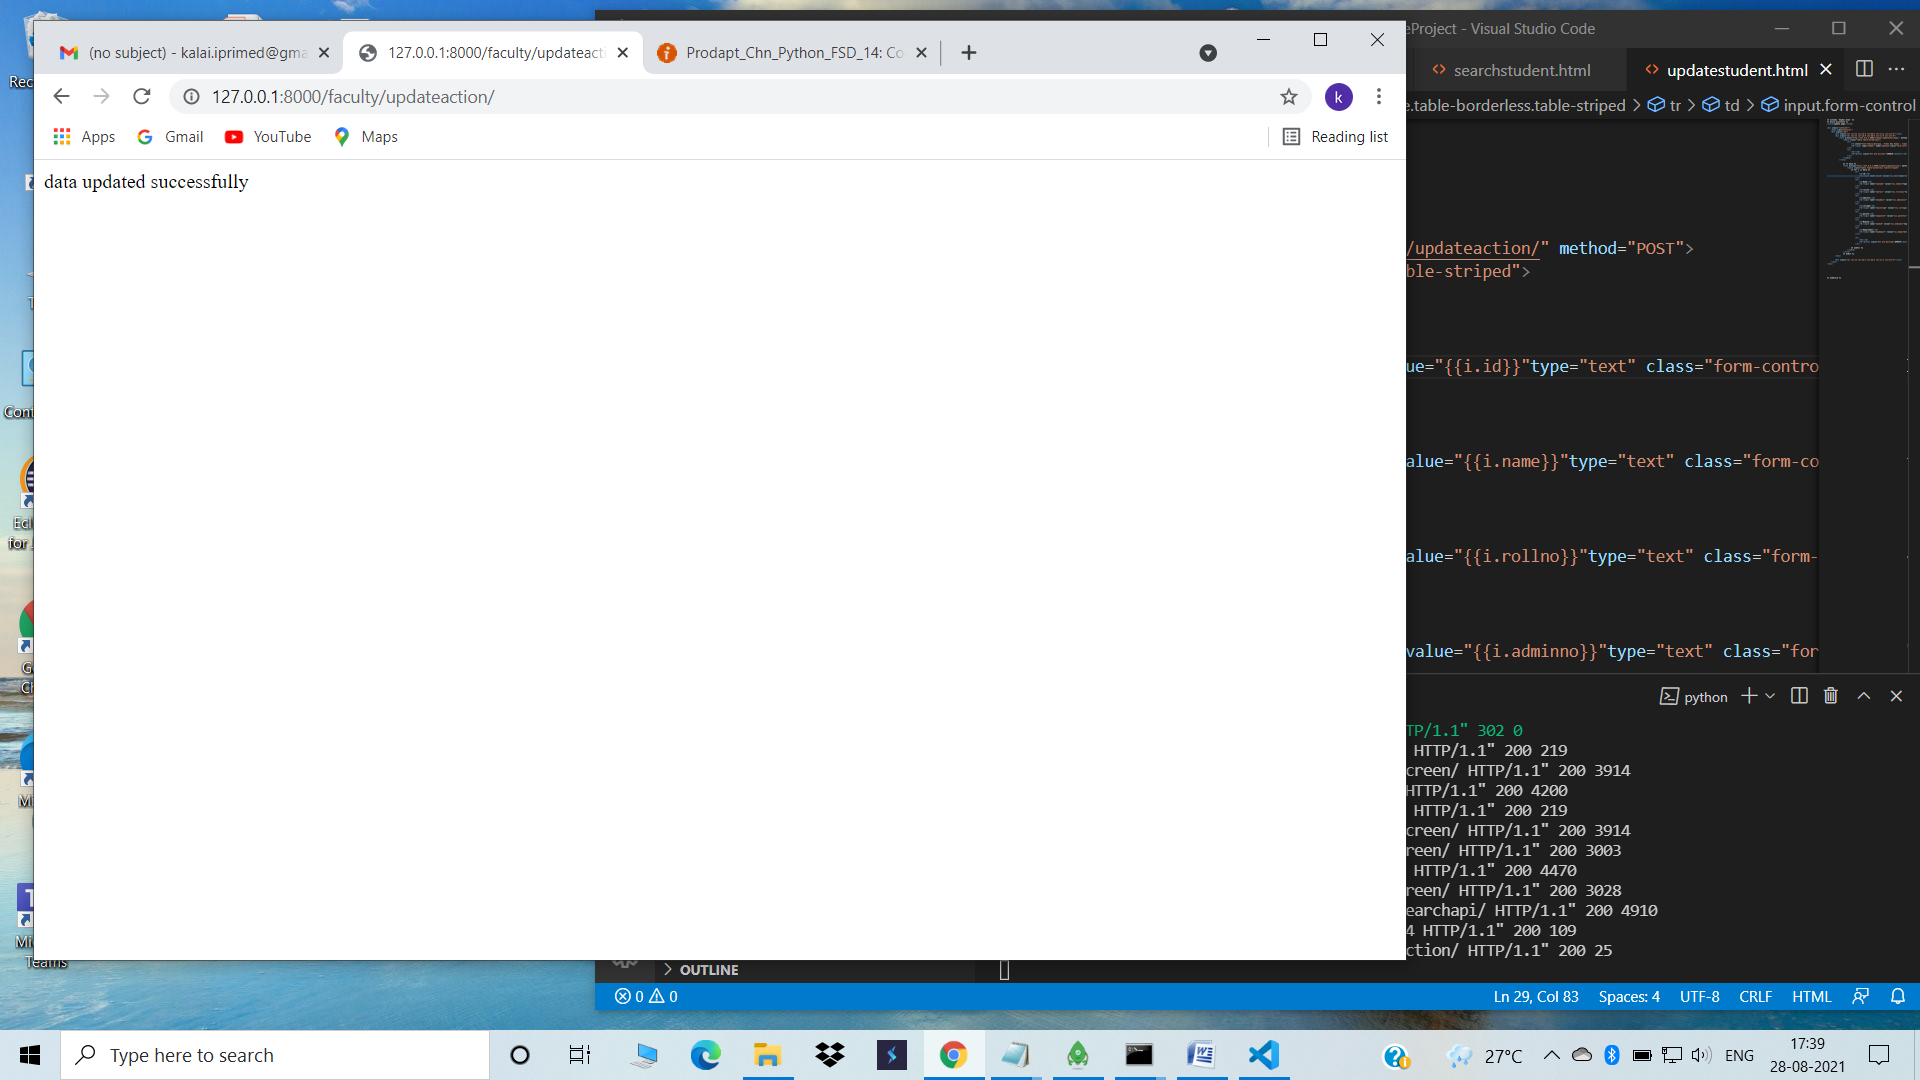 (no subject) - kalai.iprimed@gma
127.0.0.1:8000/faculty/updateacti
Prodapt_Chn_Python_FSD_14: Co
127.0.0.1:8000/faculty/updateaction/
k
Apps Gmail YouTube Maps Reading list
data updated successfully
eProject - Visual Studio Code
searchstudent.html updatestudent.html
e.table-borderless.table-striped > tr > td > input.form-control
/updateaction/" method="POST">
ble-striped">
ue="{{i.id}}"type="text" class="form-contro
alue="{{i.name}}"type="text" class="form-co
alue="{{i.rollno}}"type="text" class="form-
value="{{i.adminno}}"type="text" class="for
python
TP/1.1" 302 0
HTTP/1.1" 200 219
creen/ HTTP/1.1" 200 3914
HTTP/1.1" 200 4200
HTTP/1.1" 200 219
creen/ HTTP/1.1" 200 3914
reen/ HTTP/1.1" 200 3003
HTTP/1.1" 200 4470
reen/ HTTP/1.1" 200 3028
earchapi/ HTTP/1.1" 200 4910
4 HTTP/1.1" 200 109
ction/ HTTP/1.1" 200 25
OUTLINE
0 0 Ln 29, Col 83 Spaces: 4 UTF-8 CRLF HTML
Rec
Cont
Ecl
for
G
Ch
Mi
Mi
Teams
Type here to search
27°C ENG
17:39
28-08-2021